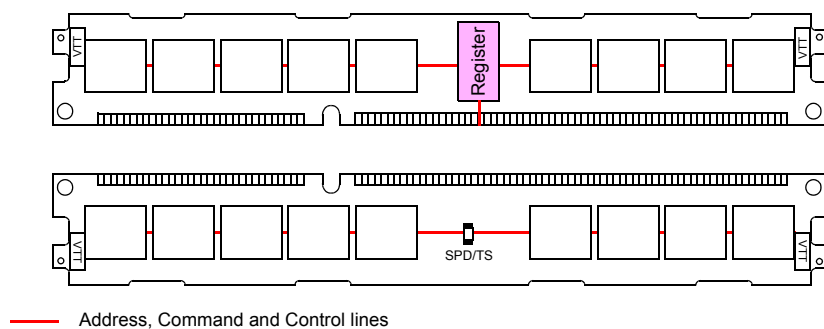 VTT
Register
VTT
VTT
SPD/TS
VTT
Address, Command and Control lines